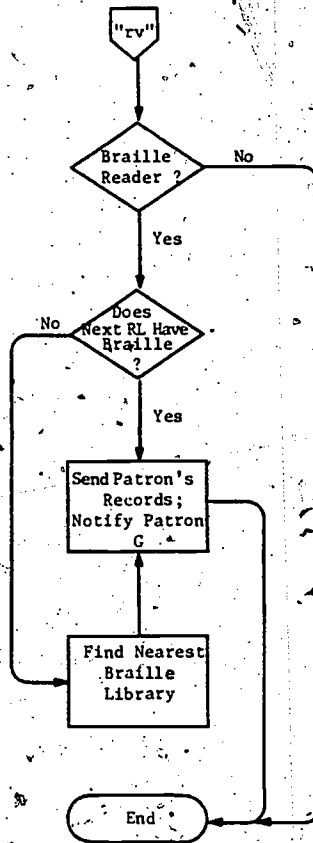 "rv"
Braille
Reader ?
No
Yes
Does
Next RL Have
Braille
?
No
Yes
Send Patron's
Records;
Notify Patron
G
Find Nearest
Braille
Library
End